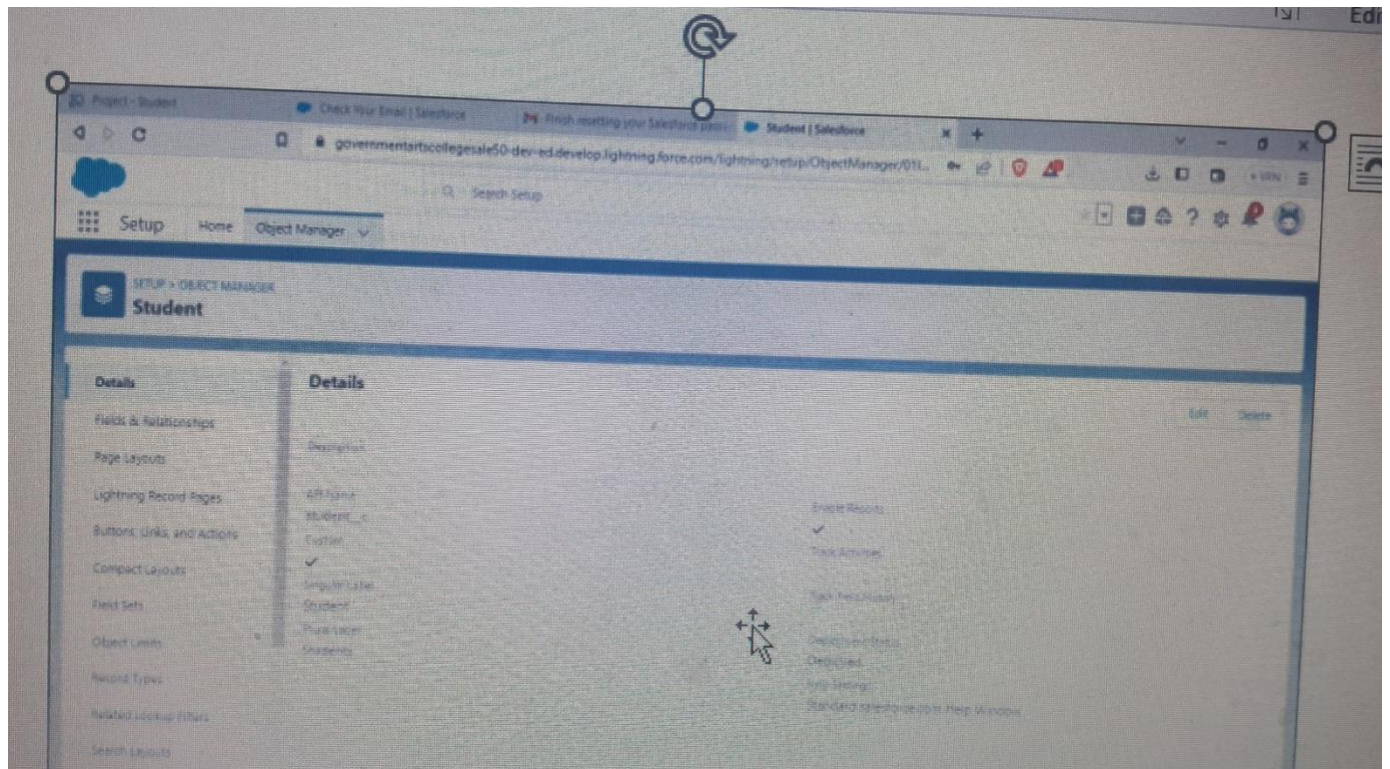 Edi
Project - Student
Check Your Email | Salesforce
Finish resetting your Salesforce pass
Student | Salesforce
governmentartscollegesale50-dev-ed.develop.lightning.force.com/lightning/setup/ObjectManager/01I...
VPN
Search Setup
Setup
Home
Object Manager
SETUP > OBJECT MANAGER
Student
Details
Fields & Relationships
Page Layouts
Lightning Record Pages
Buttons, Links, and Actions
Compact Layouts
Field Sets
Object Limits
Record Types
Related Lookup Filters
Search Layouts
Details
Edit
Delete
Description
API Name
student__c
Custom
Singular Label
Student
Plural Label
Students
Enable Reports
Track Activities
Track Field History
Deployment Status
Deployed
Help Settings
Standard salesforce.com Help Window